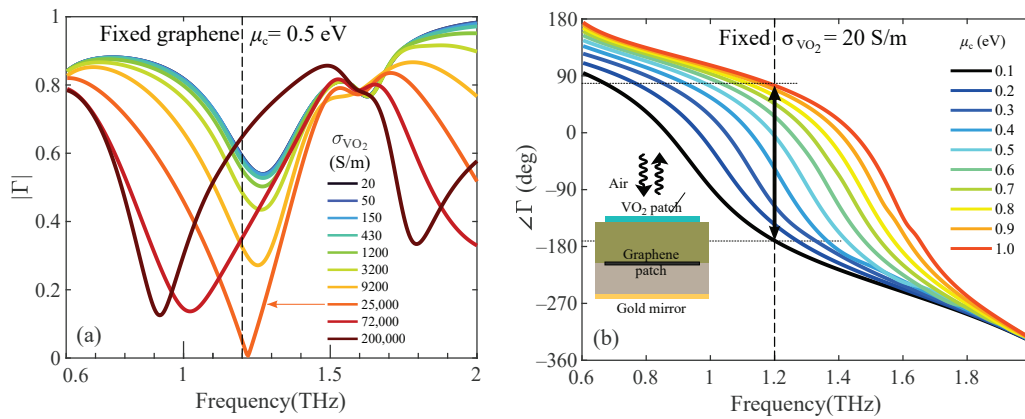 Fixed graphene μc= 0.5 eV
1
0.8
0.6
0.4
0.2
0
|Γ|
σVO2
(S/m)
20
50
150
430
1200
3200
9200
25,000
72,000
200,000
(a)
0.6 1 1.5 2
Frequency(THz)
Fixed σVO2 = 20 S/m
180
90
0
−90
−180
−270
−360
∠Γ (deg)
μc (eV)
0.1
0.2
0.3
0.4
0.5
0.6
0.7
0.8
0.9
1.0
Air
VO2 patch
Graphene
patch
Gold mirror
(b)
0.6 0.8 1.0 1.2 1.4 1.6 1.8
Frequency(THz)